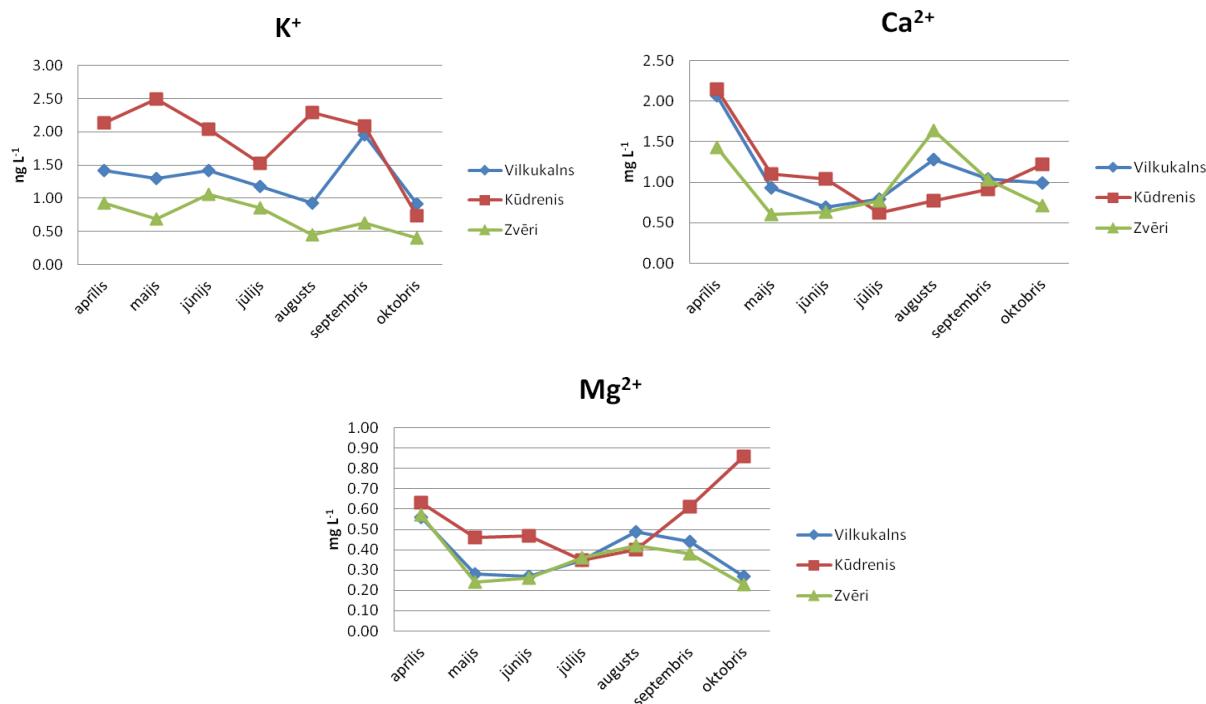 K⁺
3.00
2.50
2.00
1.50
1.00
0.50
0.00
ng L⁻¹
aprīlis
maijs
jūnijs
jūlijs
augusts
septembris
oktobris
Vilkukalns
Kūdrenis
Zvēri
Ca²⁺
2.50
2.00
1.50
1.00
0.50
0.00
mg L⁻¹
aprīlis
maijs
jūnijs
jūlijs
augusts
septembris
oktobris
Vilkukalns
Kūdrenis
Zvēri
Mg²⁺
1.00
0.90
0.80
0.70
0.60
0.50
0.40
0.30
0.20
0.10
0.00
mg L⁻¹
aprīlis
maijs
jūnijs
jūlijs
augusts
septembris
oktobris
Vilkukalns
Kūdrenis
Zvēri